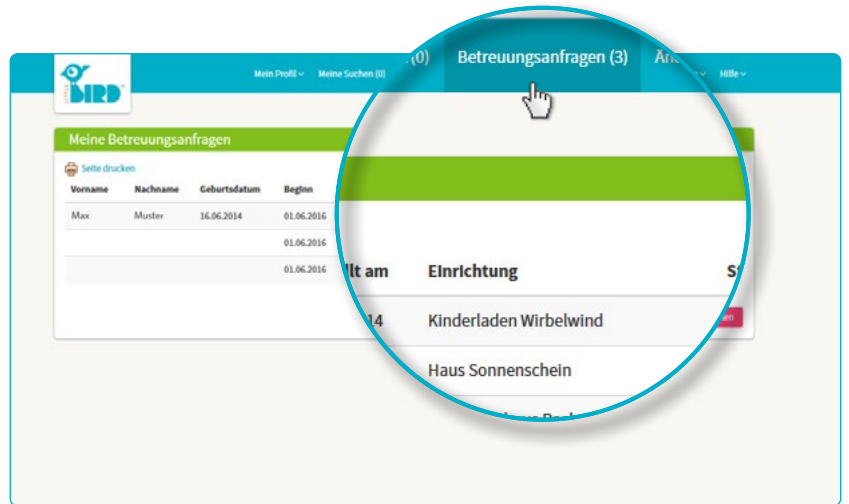 LITTLE
BIRD
Mein Profil Meine Suchen (0) (0) Betreuungsanfragen (3) Hilfe
Meine Betreuungsanfragen
Seite drucken
Vorname Nachname Geburtsdatum Beginn
Max Muster 16.06.2014 01.06.2016
01.06.2016
01.06.2016
llt am Einrichtung
14 Kinderladen Wirbelwind
Haus Sonnenschein